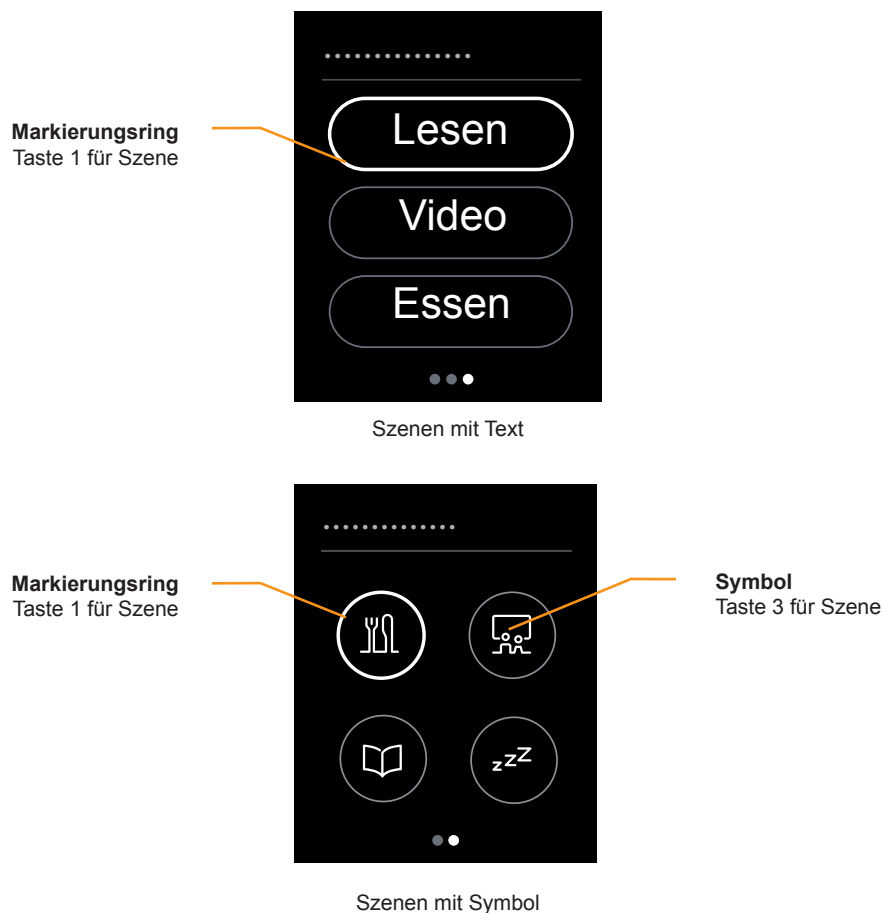 Lesen
Markierungsring
Taste 1 für Szene
Video
Essen
Szenen mit Text
Markierungsring
Taste 1 für Szene
Symbol
Taste 3 für Szene
zzZ
Szenen mit Symbol